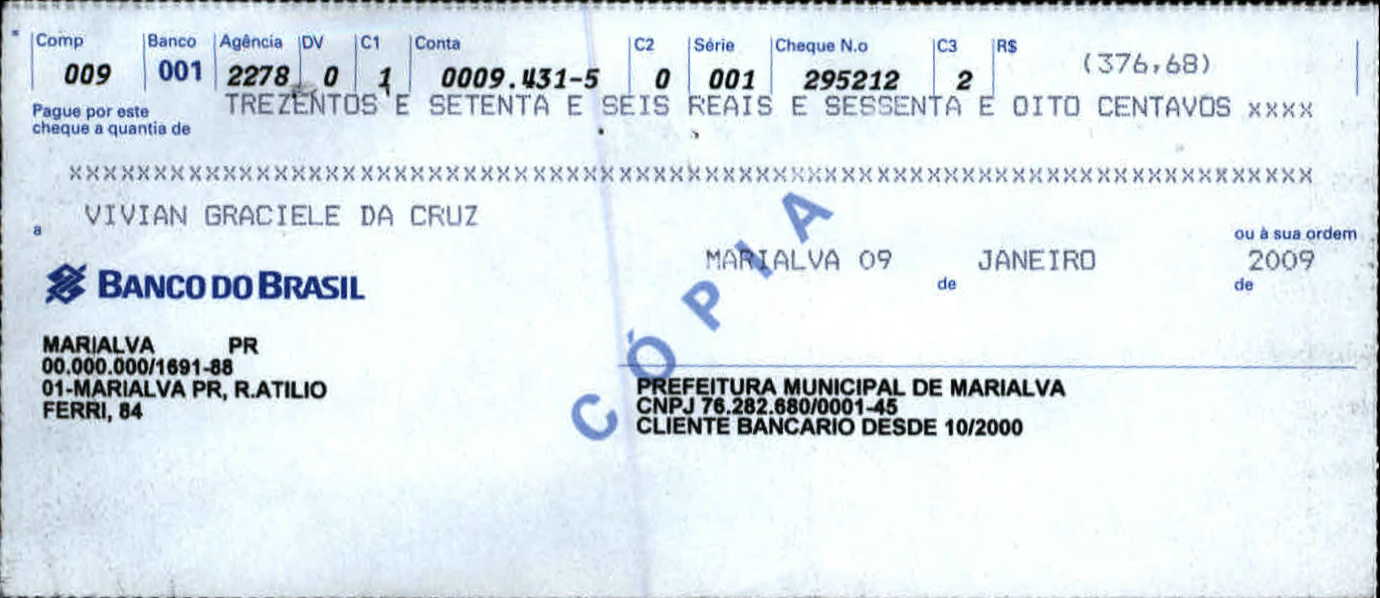 Comp Banco Agência DV C1 Conta C2 Série Cheque N.o C3 R$
009 001 2278 0 1 0009.431-5 0 001 295212 2 (376,68)
Pague por este cheque a quantia de TREZENTOS E SETENTA E SEIS REAIS E SESSENTA E OITO CENTAVOS xxxx
xxxxxxxxxxxxxxxxxxxxxxxxxxxxxxxxxxxxxxxxxxxxxxxxxxxxxxxxxxxxxxxxxxxxxxxxx
a VIVIAN GRACIELE DA CRUZ
ou à sua ordem
MARIALVA 09 de JANEIRO de 2009
BANCO DO BRASIL
MARIALVA PR
00.000.000/1691-88
01-MARIALVA PR, R.ATILIO
FERRI, 84
PREFEITURA MUNICIPAL DE MARIALVA
CNPJ 76.282.680/0001-45
CLIENTE BANCARIO DESDE 10/2000
CÓPIA